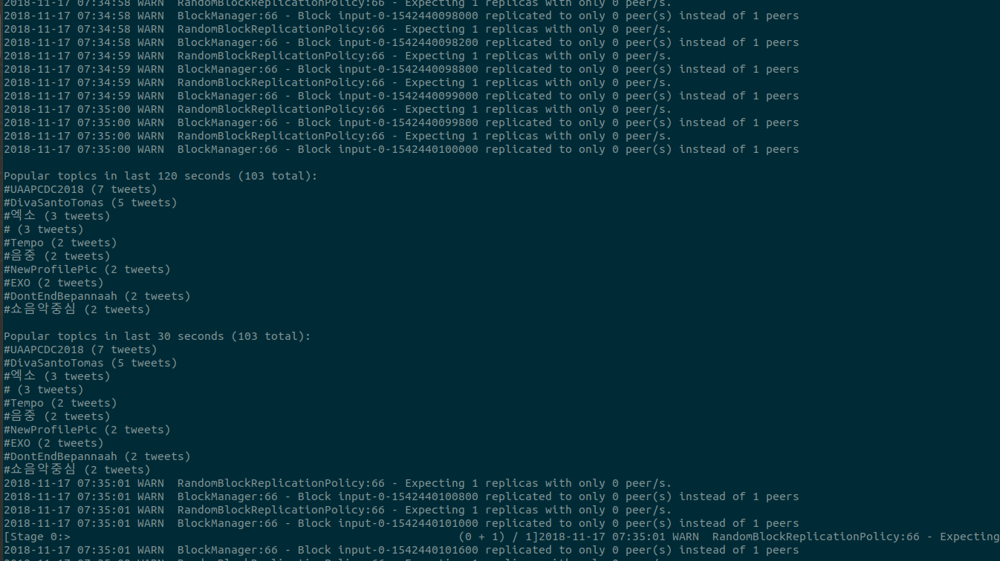 2018-11-17 07:34:58 WARN  RandomBlockReplicationPolicy:66 - Expecting 1 replicas with only 0 peer/s.
2018-11-17 07:34:58 WARN  BlockManager:66 - Block input-0-1542440098000 replicated to only 0 peer(s) instead of 1 peers
2018-11-17 07:34:58 WARN  RandomBlockReplicationPolicy:66 - Expecting 1 replicas with only 0 peer/s.
2018-11-17 07:34:58 WARN  BlockManager:66 - Block input-0-1542440098200 replicated to only 0 peer(s) instead of 1 peers
2018-11-17 07:34:59 WARN  RandomBlockReplicationPolicy:66 - Expecting 1 replicas with only 0 peer/s.
2018-11-17 07:34:59 WARN  BlockManager:66 - Block input-0-1542440098800 replicated to only 0 peer(s) instead of 1 peers
2018-11-17 07:34:59 WARN  RandomBlockReplicationPolicy:66 - Expecting 1 replicas with only 0 peer/s.
2018-11-17 07:34:59 WARN  BlockManager:66 - Block input-0-1542440099000 replicated to only 0 peer(s) instead of 1 peers
2018-11-17 07:35:00 WARN  RandomBlockReplicationPolicy:66 - Expecting 1 replicas with only 0 peer/s.
2018-11-17 07:35:00 WARN  BlockManager:66 - Block input-0-1542440099800 replicated to only 0 peer(s) instead of 1 peers
2018-11-17 07:35:00 WARN  RandomBlockReplicationPolicy:66 - Expecting 1 replicas with only 0 peer/s.
2018-11-17 07:35:00 WARN  BlockManager:66 - Block input-0-1542440100000 replicated to only 0 peer(s) instead of 1 peers
Popular topics in last 120 seconds (103 total):
#UAAPCDC2018 (7 tweets)
#DivaSantoTomas (5 tweets)
#엑소 (3 tweets)
# (3 tweets)
#Tempo (2 tweets)
#음중 (2 tweets)
#NewProfilePic (2 tweets)
#EXO (2 tweets)
#DontEndBepannaah (2 tweets)
#쇼음악중심 (2 tweets)
Popular topics in last 30 seconds (103 total):
#UAAPCDC2018 (7 tweets)
#DivaSantoTomas (5 tweets)
#엑소 (3 tweets)
# (3 tweets)
#Tempo (2 tweets)
#음중 (2 tweets)
#NewProfilePic (2 tweets)
#EXO (2 tweets)
#DontEndBepannaah (2 tweets)
#쇼음악중심 (2 tweets)
2018-11-17 07:35:01 WARN  RandomBlockReplicationPolicy:66 - Expecting 1 replicas with only 0 peer/s.
2018-11-17 07:35:01 WARN  BlockManager:66 - Block input-0-1542440100800 replicated to only 0 peer(s) instead of 1 peers
2018-11-17 07:35:01 WARN  RandomBlockReplicationPolicy:66 - Expecting 1 replicas with only 0 peer/s.
2018-11-17 07:35:01 WARN  BlockManager:66 - Block input-0-1542440101000 replicated to only 0 peer(s) instead of 1 peers
[Stage 0:>                                                          (0 + 1) / 1]2018-11-17 07:35:01 WARN  RandomBlockReplicationPolicy:66 - Expecting
2018-11-17 07:35:01 WARN  BlockManager:66 - Block input-0-1542440101600 replicated to only 0 peer(s) instead of 1 peers